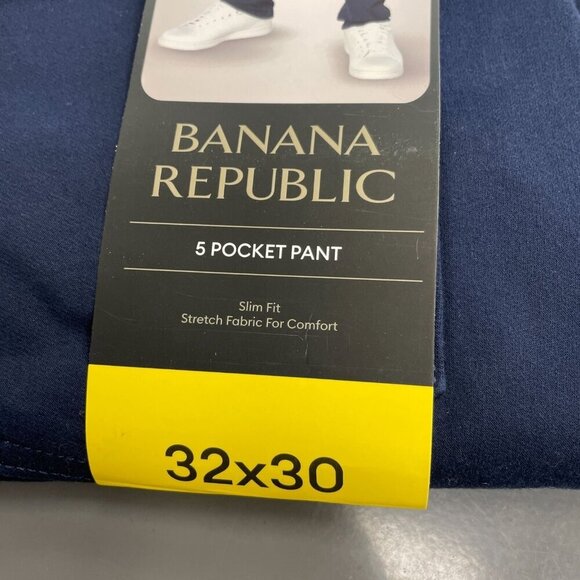 BANANA
REPUBLIC
5 POCKET PANT
Slim Fit
Stretch Fabric For Comfort
32x30